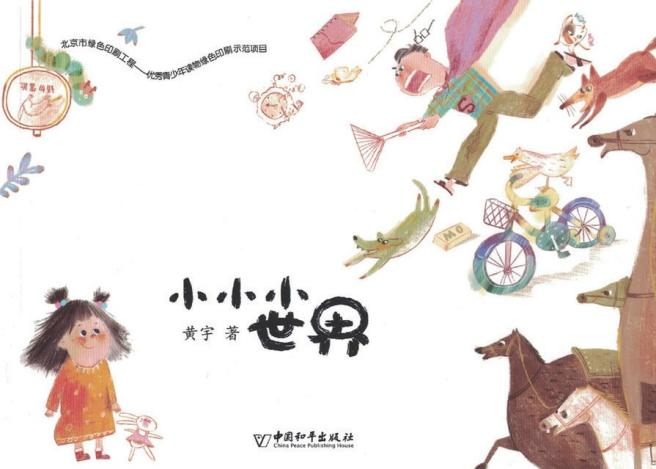 北京市绿色印刷工程——优秀青少年读物绿色印刷示范项目
S
MO
小小小
世界
黄宇 著
中国和平出版社
China Peace Publishing House